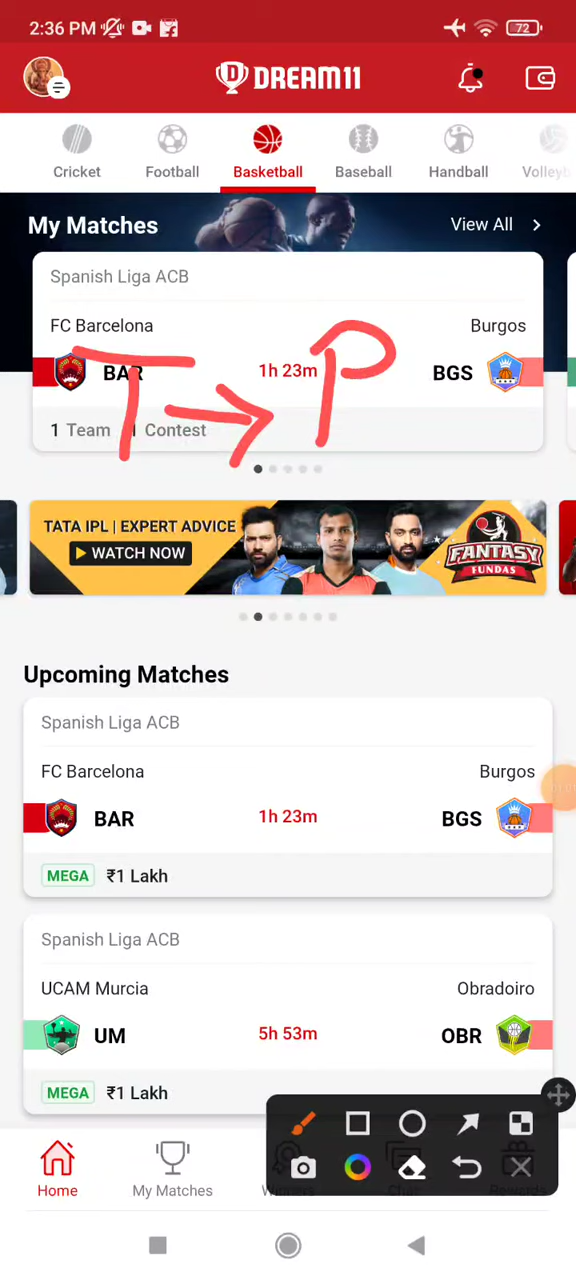 2:36 PM 72
DREAM11
Cricket Football Basketball Baseball Handball Volleyb
My Matches View All
Spanish Liga ACB
FC Barcelona Burgos
BAR 1h 23m BGS
T → P
1 Team 1 Contest
TATA IPL | EXPERT ADVICE
WATCH NOW
FANTASY
FUNDAS
Upcoming Matches
Spanish Liga ACB
FC Barcelona Burgos
BAR 1h 23m BGS
MEGA ₹1 Lakh
Spanish Liga ACB
UCAM Murcia Obradoiro
UM 5h 53m OBR
MEGA ₹1 Lakh
Home My Matches Winners Chat Rewards